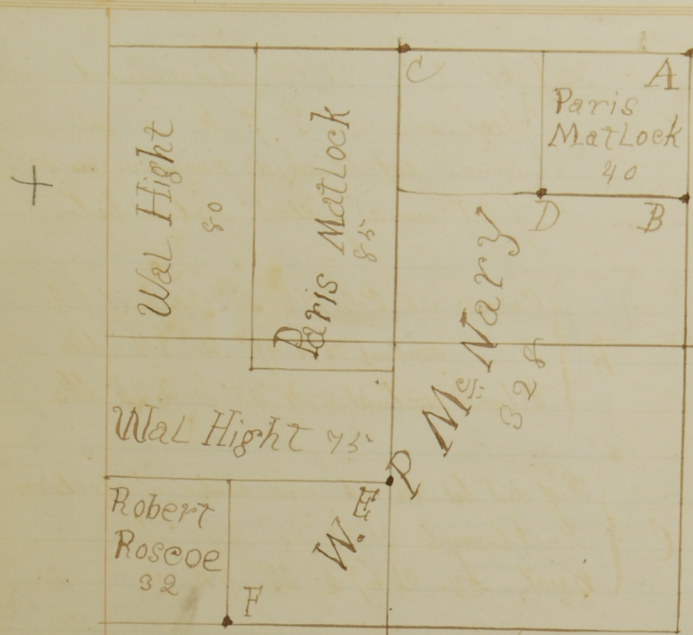 C
A
Wal Hight
80
Paris Matlock
85
Paris
Matlock
40
D
B
Wal Hight 75
W. P McNary
328
E
Robert
Roscoe
32
F